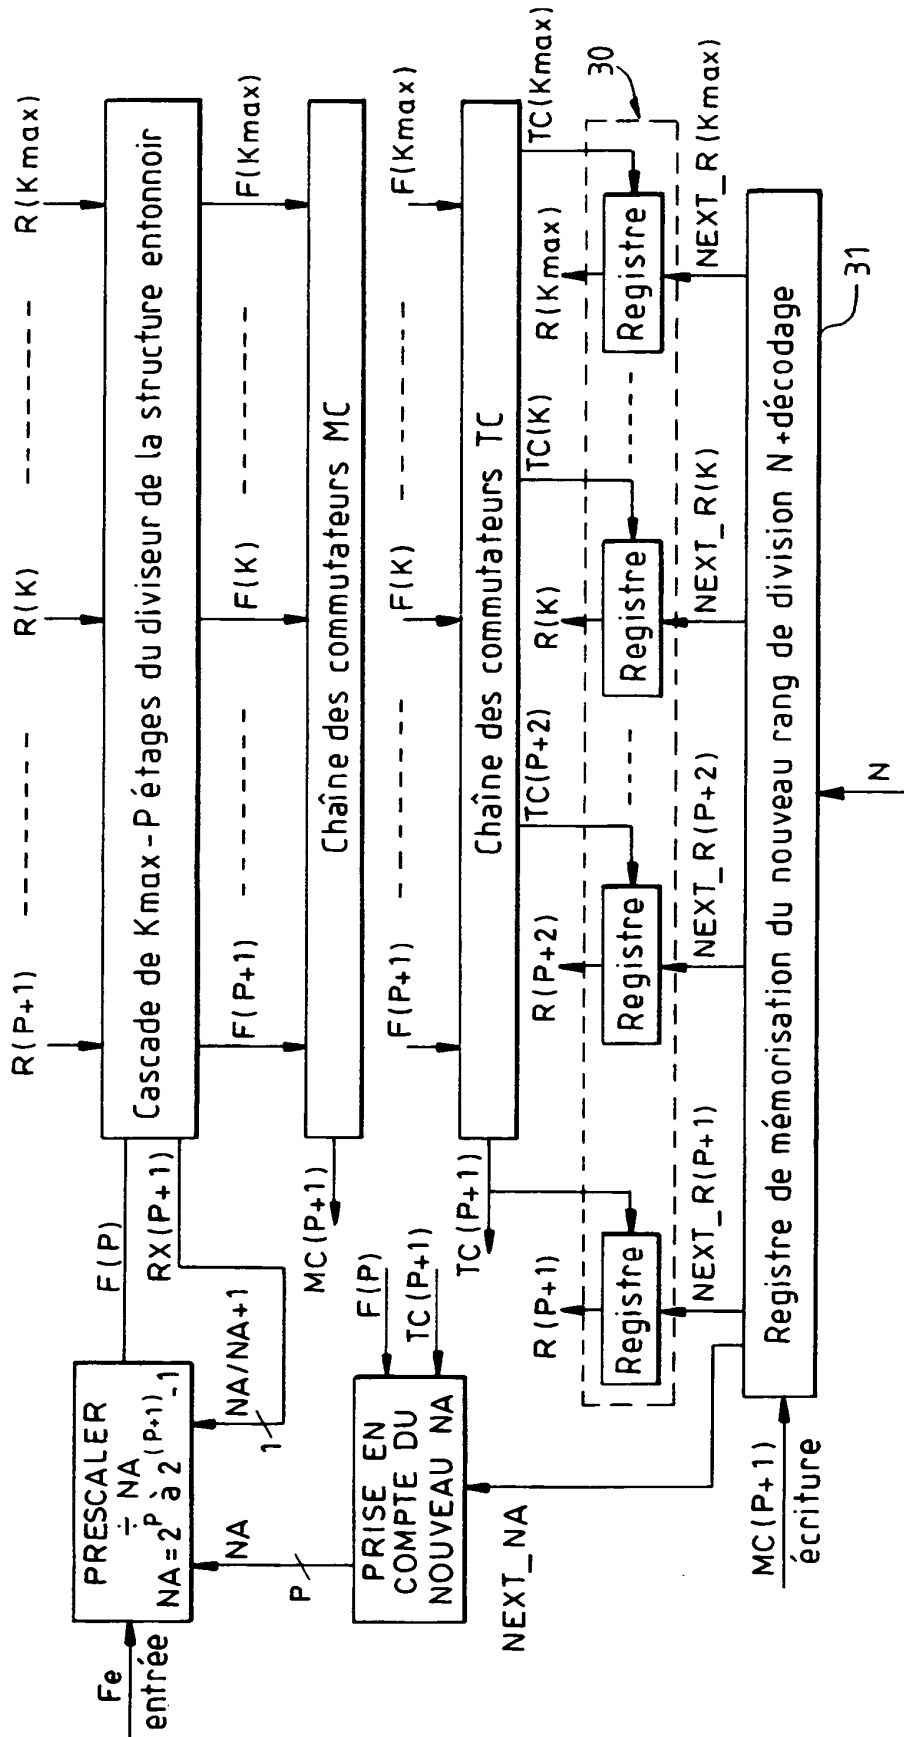 R(P+1)
R(K)
R(Kmax)
Fe
entrée
PRESCALER
÷ NA
NA=2^P à 2^(P+1)-1
F(P)
RX(P+1)
Cascade de Kmax-P étages du diviseur de la structure entonnoir
NA/NA+1
1
NA
P
F(P+1)
F(K)
F(Kmax)
MC(P+1)
Chaîne des commutateurs MC
F(P+1)
F(K)
F(Kmax)
F(P)
TC(P+1)
PRISE EN
COMPTE DU
NOUVEAU NA
NEXT_NA
TC(P+1)
Chaîne des commutateurs TC
TC(P+2)
TC(K)
TC(Kmax)
R(P+1)
R(P+2)
R(K)
R(Kmax)
30
Registre
Registre
Registre
Registre
NEXT_R(P+1)
NEXT_R(P+2)
NEXT_R(K)
NEXT_R(Kmax)
MC(P+1)
écriture
Registre de mémorisation du nouveau rang de division N+décodage
31
N